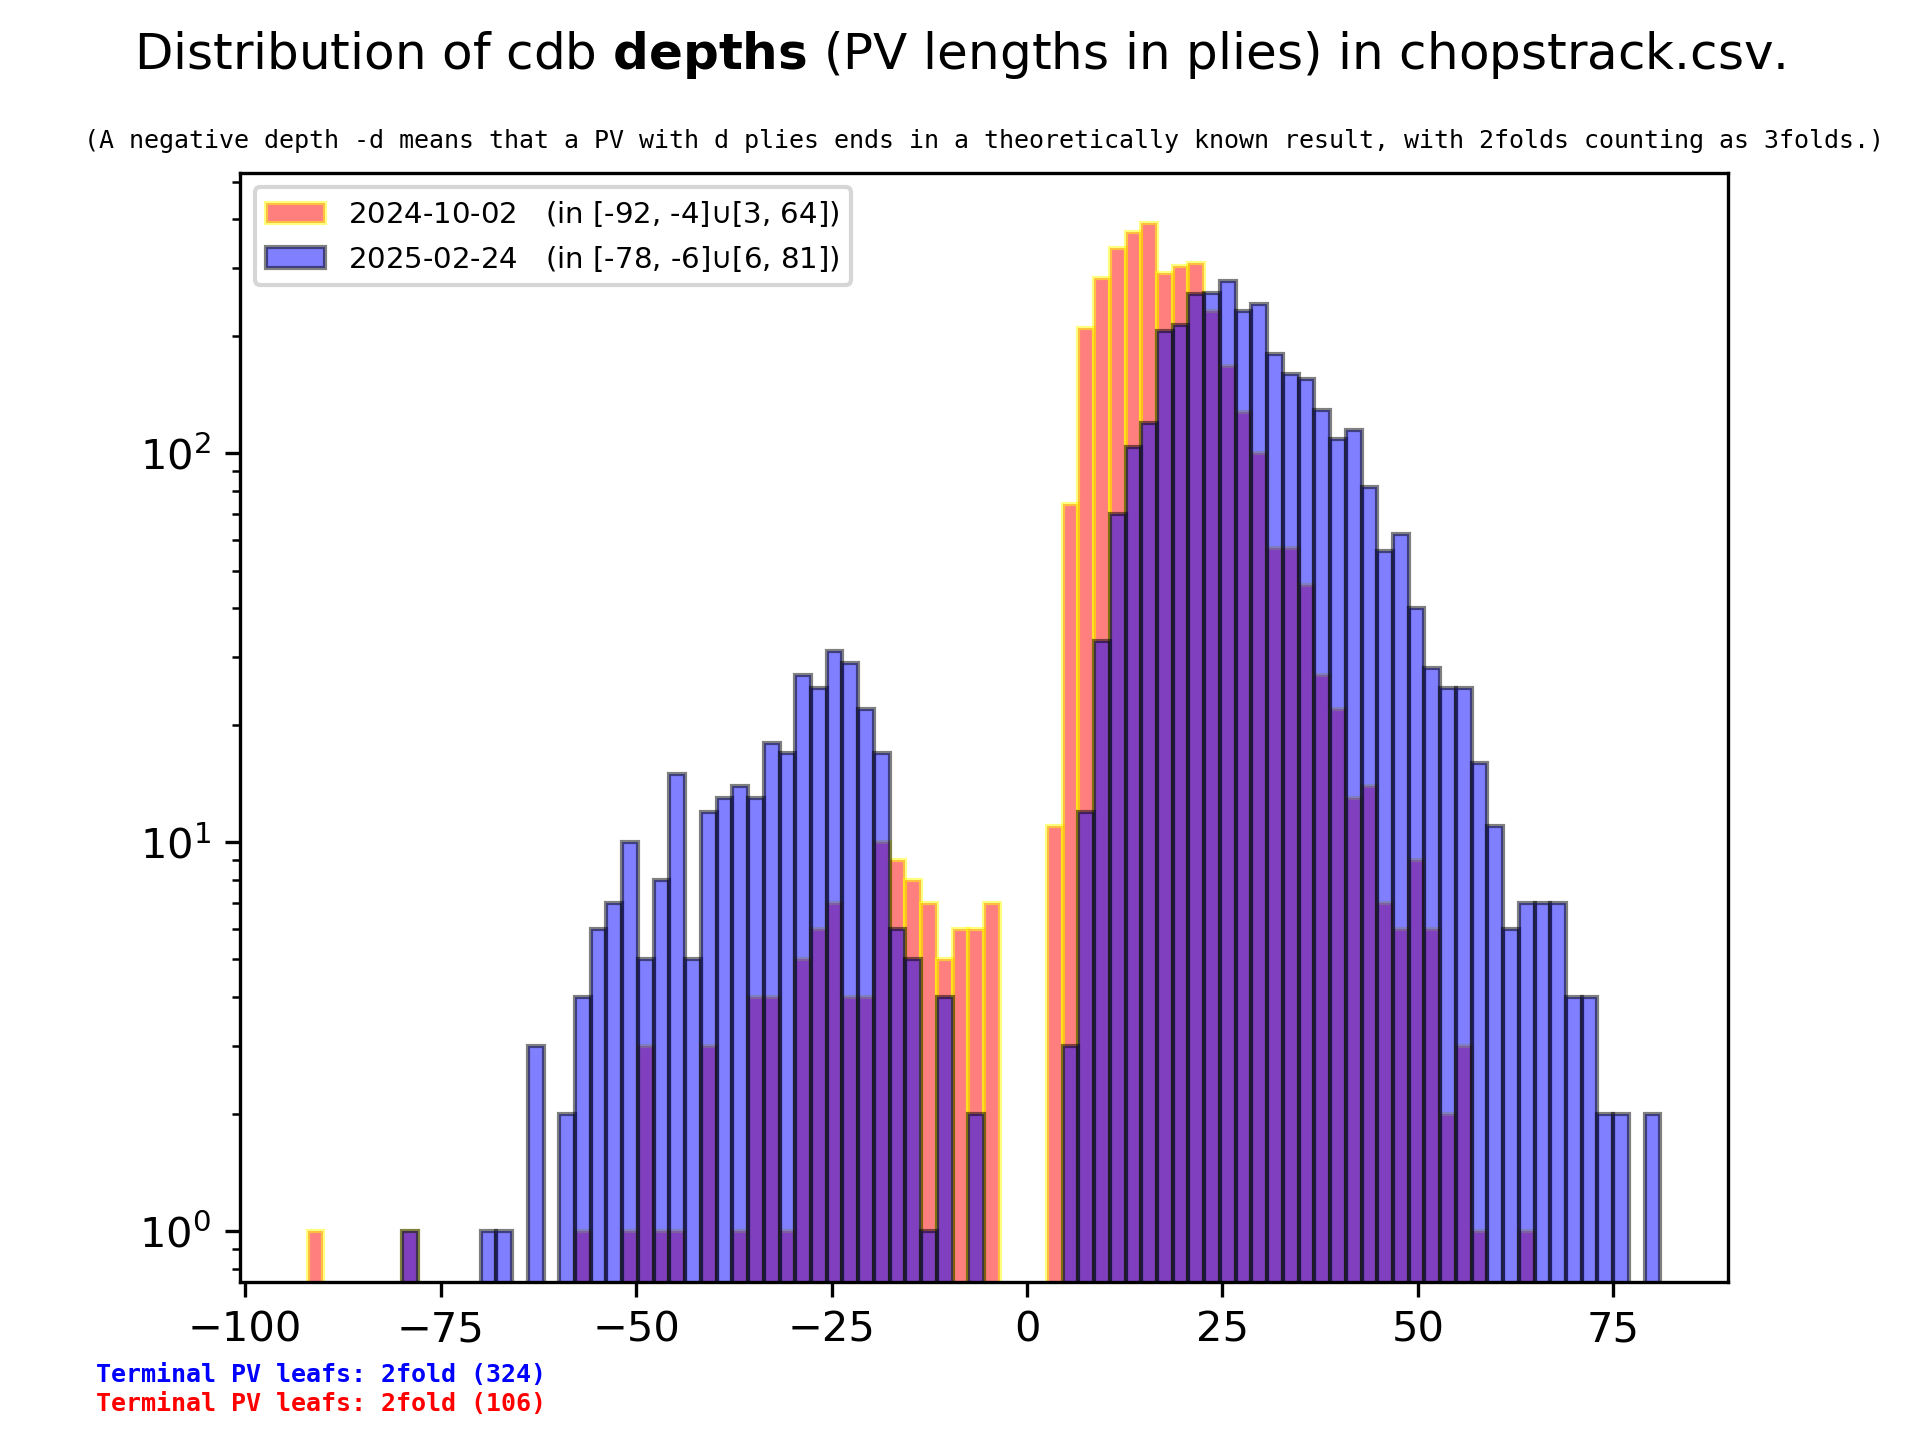 Distribution of cdb depths (PV lengths in plies) in chopstrack.csv.
(A negative depth -d means that a PV with d plies ends in a theoretically known result, with 2folds counting as 3folds.)
2024-10-02 (in [-92, -4]∪[3, 64])
2025-02-24 (in [-78, -6]∪[6, 81])
10²
10¹
10⁰
−100 −75 −50 −25 0 25 50 75
Terminal PV leafs: 2fold (324)
Terminal PV leafs: 2fold (106)